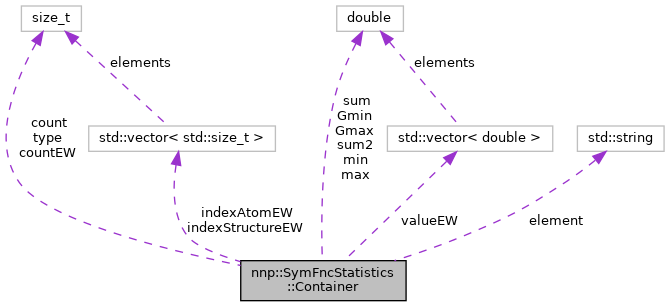 size_t
double
elements
elements
count
type
countEW
sum
Gmin
Gmax
sum2
min
max
std::vector< std::size_t >
std::vector< double >
std::string
indexAtomEW
indexStructureEW
valueEW
element
nnp::SymFncStatistics
::Container